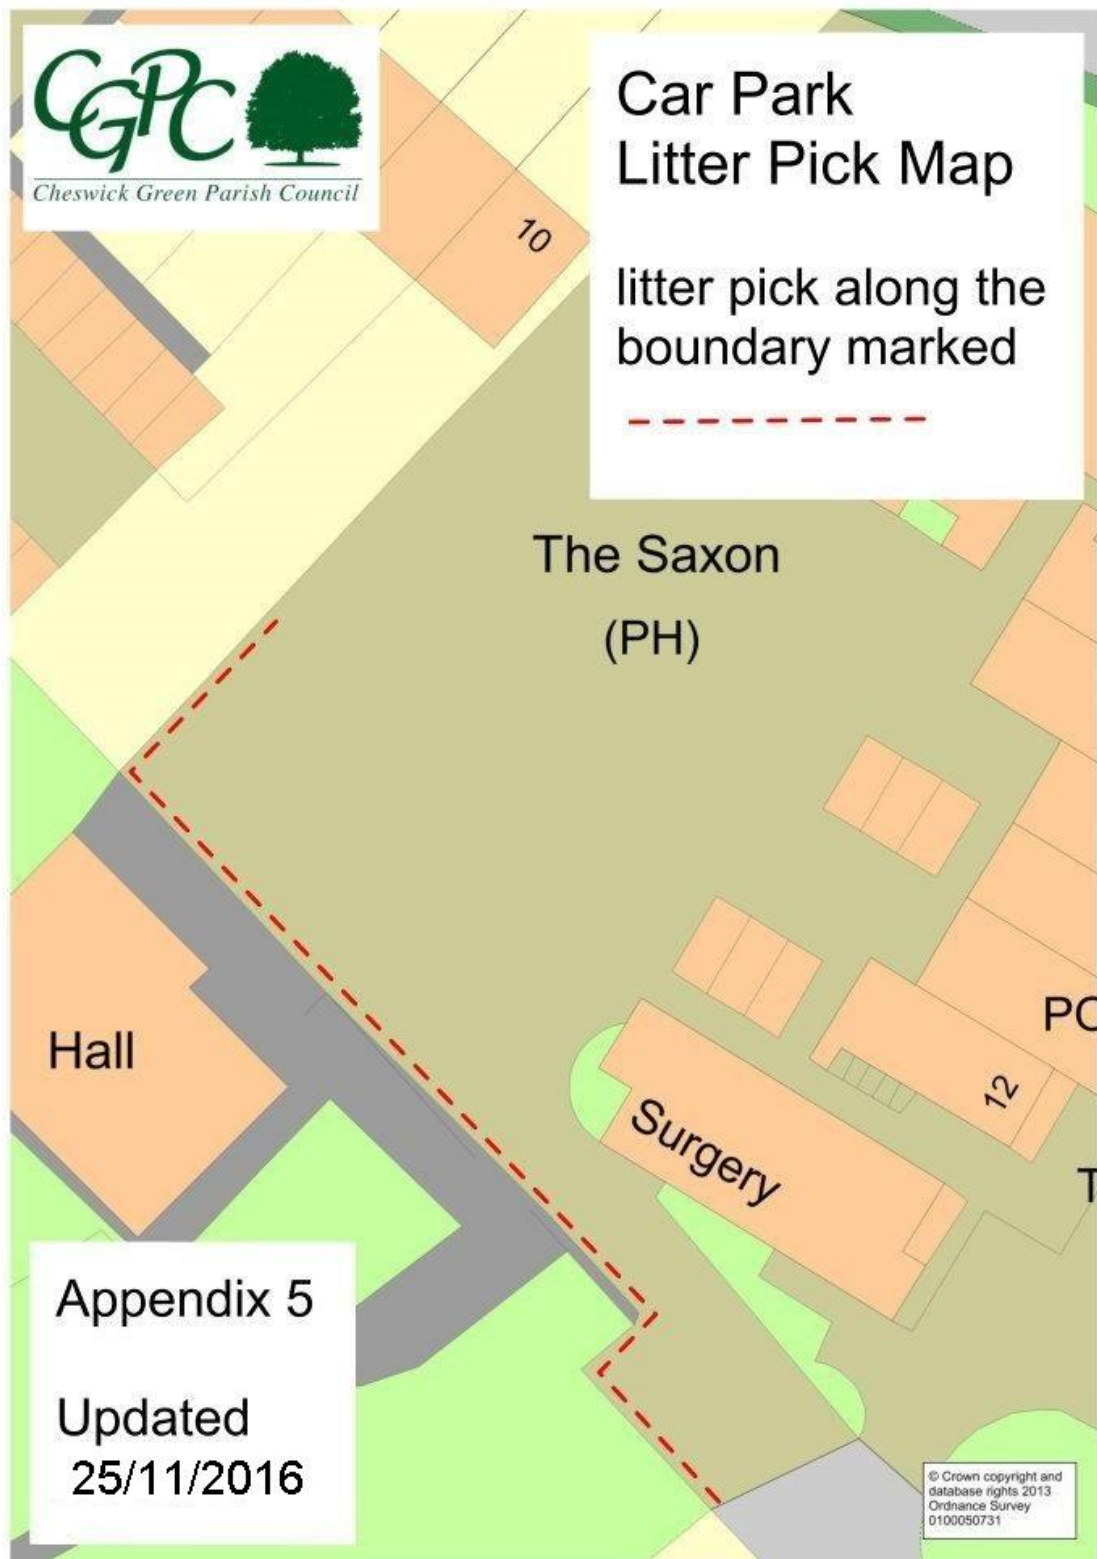 CGPC
Cheswick Green Parish Council
Car Park
Litter Pick Map
litter pick along the
boundary marked
10
The Saxon
(PH)
Hall
PO
12
Surgery
T
Appendix 5
Updated
25/11/2016
© Crown copyright and
database rights 2013
Ordnance Survey
0100050731